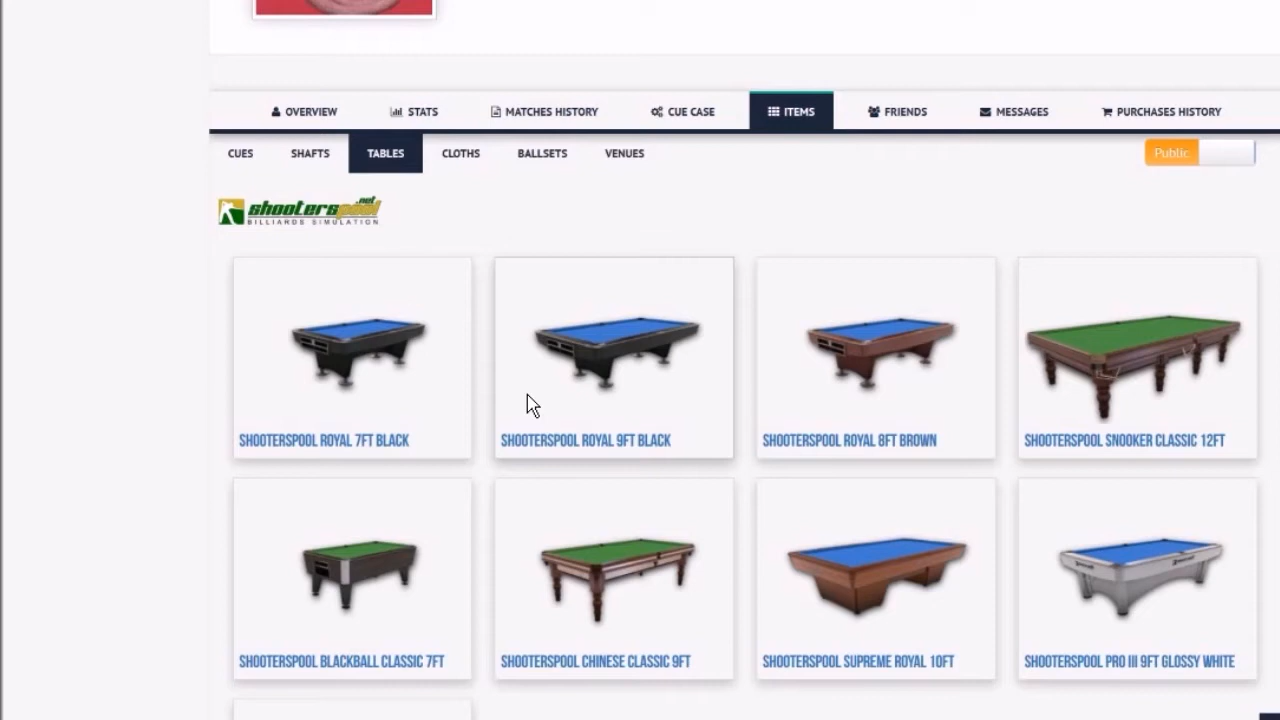 OVERVIEW STATS MATCHES HISTORY CUE CASE ITEMS FRIENDS MESSAGES PURCHASES HISTORY
CUES SHAFTS TABLES CLOTHS BALLSETS VENUES Public
shooterspool.net
BILLIARDS SIMULATION
SHOOTERSPOOL ROYAL 7FT BLACK SHOOTERSPOOL ROYAL 9FT BLACK SHOOTERSPOOL ROYAL 8FT BROWN SHOOTERSPOOL SNOOKER CLASSIC 12FT
SHOOTERSPOOL BLACKBALL CLASSIC 7FT SHOOTERSPOOL CHINESE CLASSIC 9FT SHOOTERSPOOL SUPREME ROYAL 10FT SHOOTERSPOOL PRO III 9FT GLOSSY WHITE